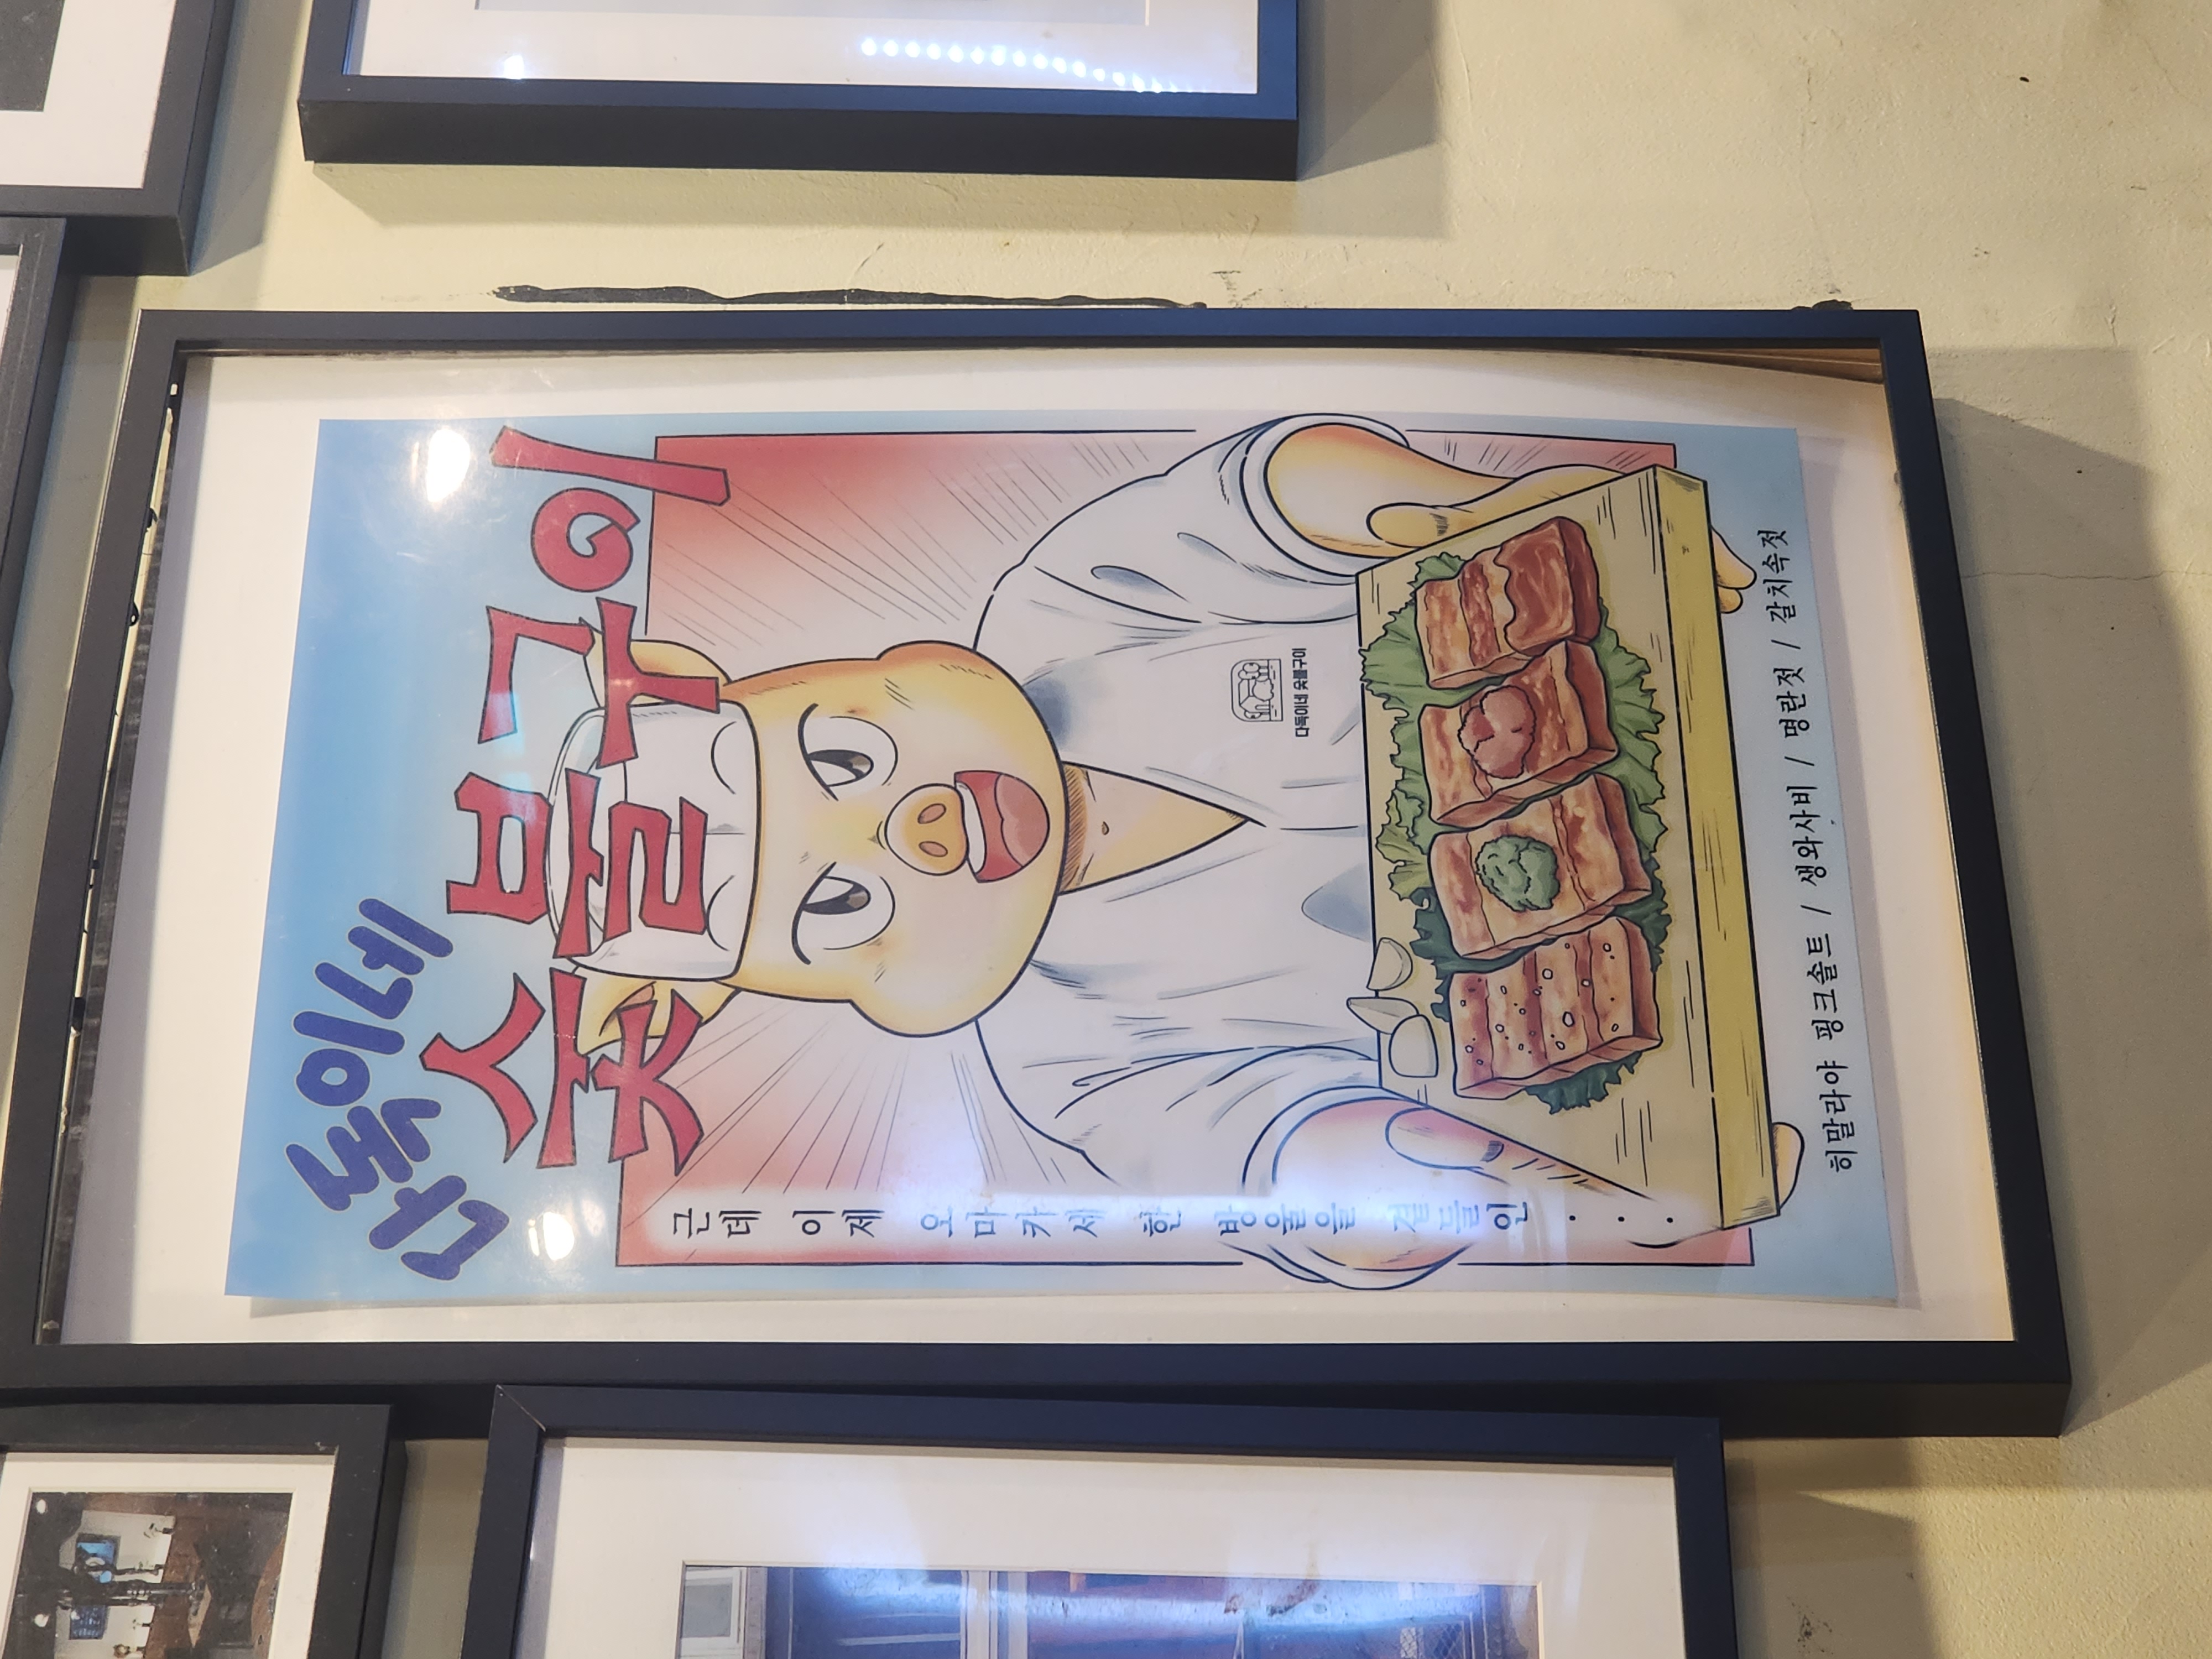 다독이네
숯불구이
근데 이제 오마카세 한 방울을 곁들인...
다독이네 숯불구이
히말라야 핑크솔트 / 생와사비 / 명란젓 / 갈치속젓